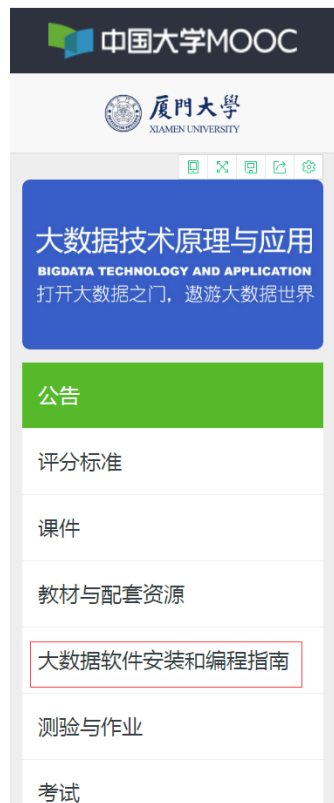 中国大学MOOC
厦門大學
XIAMEN UNIVERSITY
大数据技术原理与应用
BIGDATA TECHNOLOGY AND APPLICATION
打开大数据之门，遨游大数据世界
公告
评分标准
课件
教材与配套资源
大数据软件安装和编程指南
测验与作业
考试